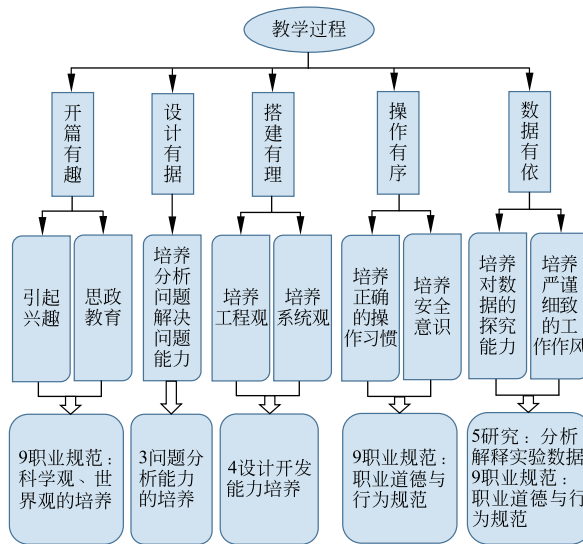 教学过程
开
篇
有
趣
设
计
有
据
搭
建
有
理
操
作
有
序
数
据
有
依
引起
兴趣
思政
教育
培养
分析
问题
解决
问题
能力
培养
工程观
培养
系统观
培养
正确
的操
作习惯
培养
安全
意识
培养
对数
据的
探究
能力
培养
严谨
细致
的工
作作风
9职业规范：
科学观、世
界观的培养
3问题分
析能力
的培养
4设计开发
能力培养
9职业规范：
职业道德与
行为规范
5研究：分析
解释实验数据
9职业规范：
职业道德与行
为规范